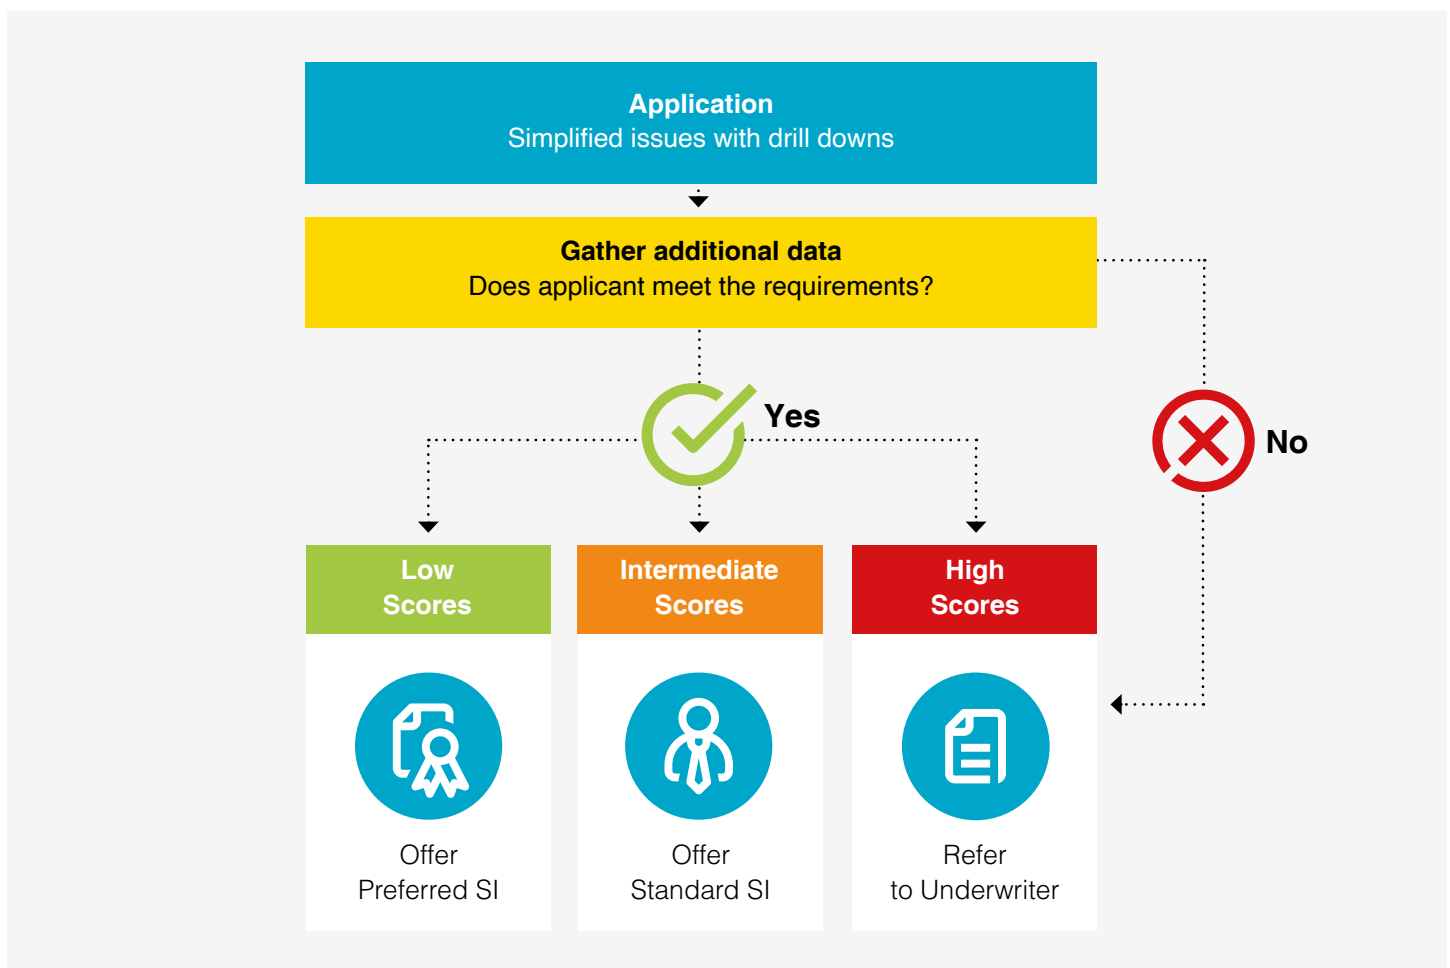 Application
Simplified issues with drill downs
Gather additional data
Does applicant meet the requirements?
Yes
No
Low
Scores
Intermediate
Scores
High
Scores
Offer
Preferred SI
Offer
Standard SI
Refer
to Underwriter